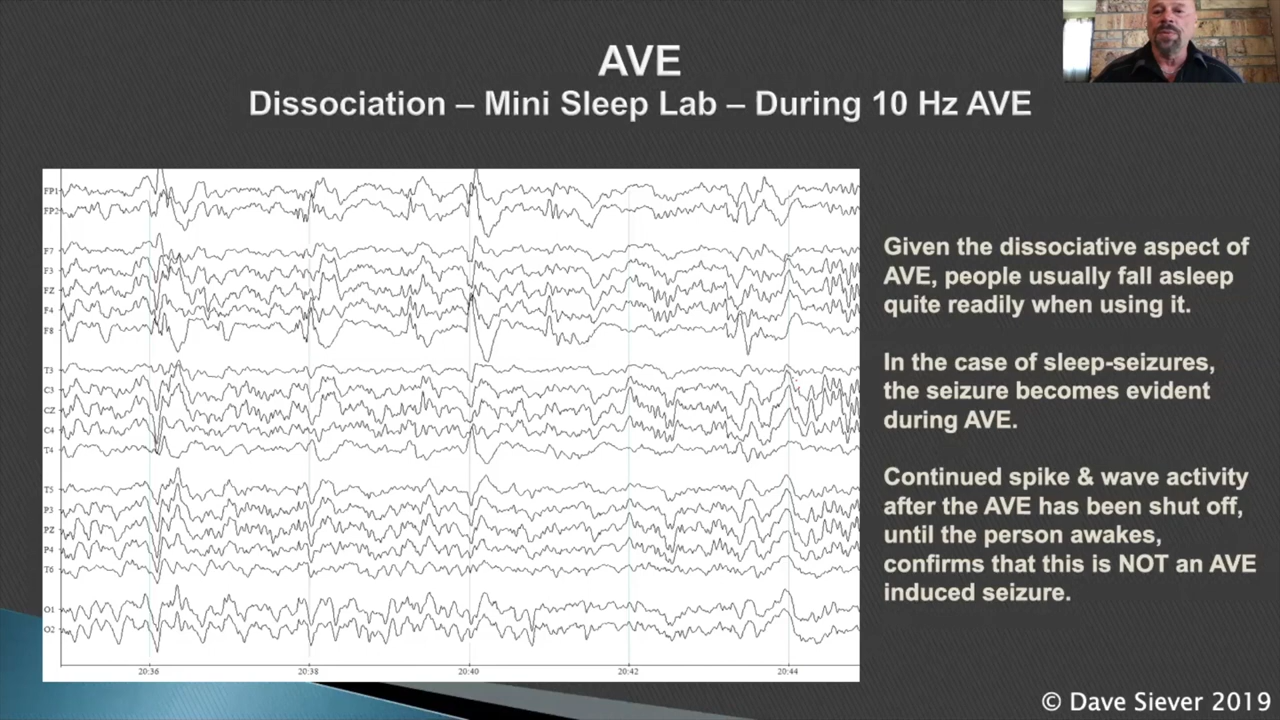 AVE
Dissociation – Mini Sleep Lab – During 10 Hz AVE
FP1
FP2
F7
F3
FZ
F4
F8
T3
C3
CZ
C4
T4
T5
P3
PZ
P4
T6
O1
O2
20:36 20:38 20:40 20:42 20:44
Given the dissociative aspect of
AVE, people usually fall asleep
quite readily when using it.
In the case of sleep-seizures,
the seizure becomes evident
during AVE.
Continued spike & wave activity
after the AVE has been shut off,
until the person awakes,
confirms that this is NOT an AVE
induced seizure.
© Dave Siever 2019